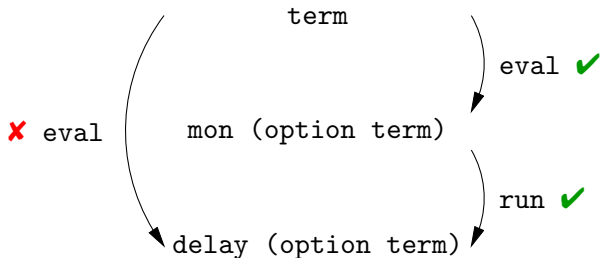 term
eval ✔
✘ eval
mon (option term)
run ✔
delay (option term)